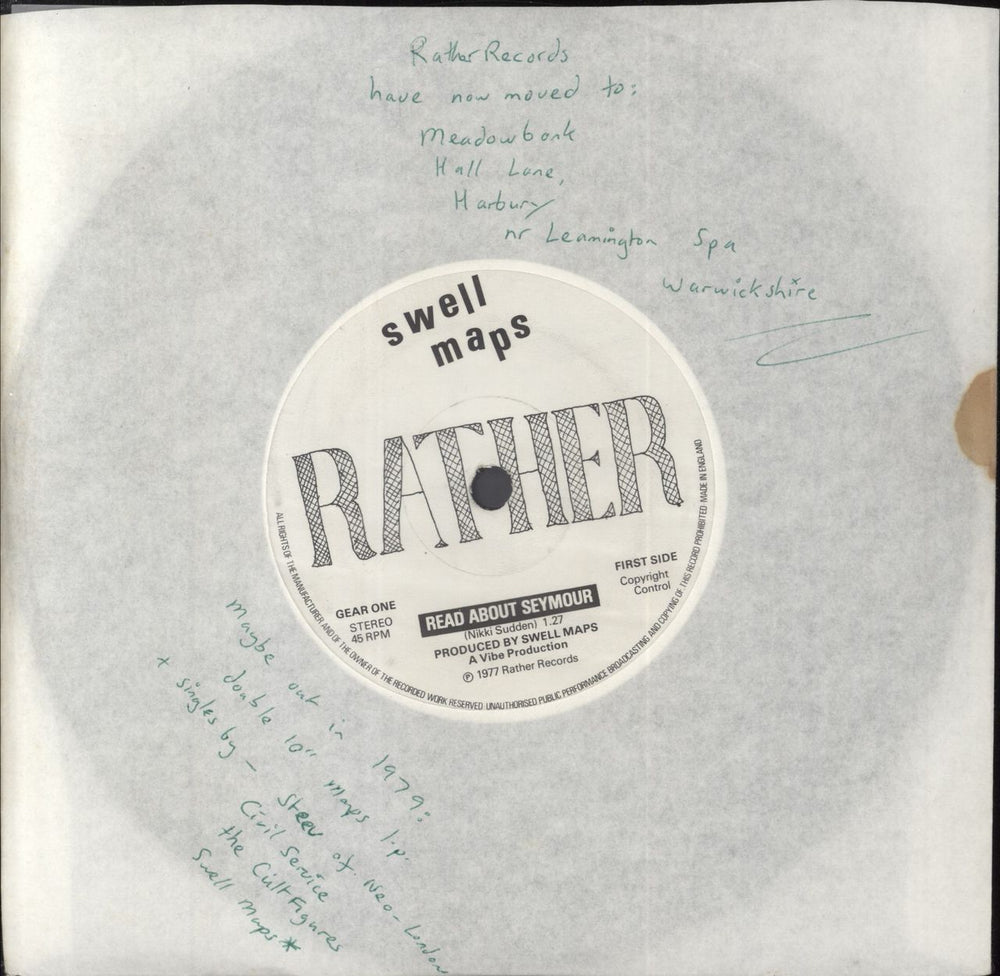 Rather Records
have now moved to:
Meadowbank
Hall Lane,
Harbury
nr Leamington Spa
Warwickshire
swell
maps
RATHER
GEAR ONE
STEREO
45 RPM
FIRST SIDE
Copyright
Control
READ ABOUT SEYMOUR
(Nikki Sudden) 1.27
PRODUCED BY SWELL MAPS
A Vibe Production
℗ 1977 Rather Records
ALL RIGHTS OF THE MANUFACTURER AND OF THE OWNER OF THE RECORDED WORK RESERVED UNAUTHORISED PUBLIC PERFORMANCE BROADCASTING AND COPYING OF THIS RECORD PROHIBITED MADE IN ENGLAND
Maybe out in 1979:
double 10" maps l.p.
x singles by – Steev of Neo-London
Civil Service
the Cult Figures
Swell Maps*